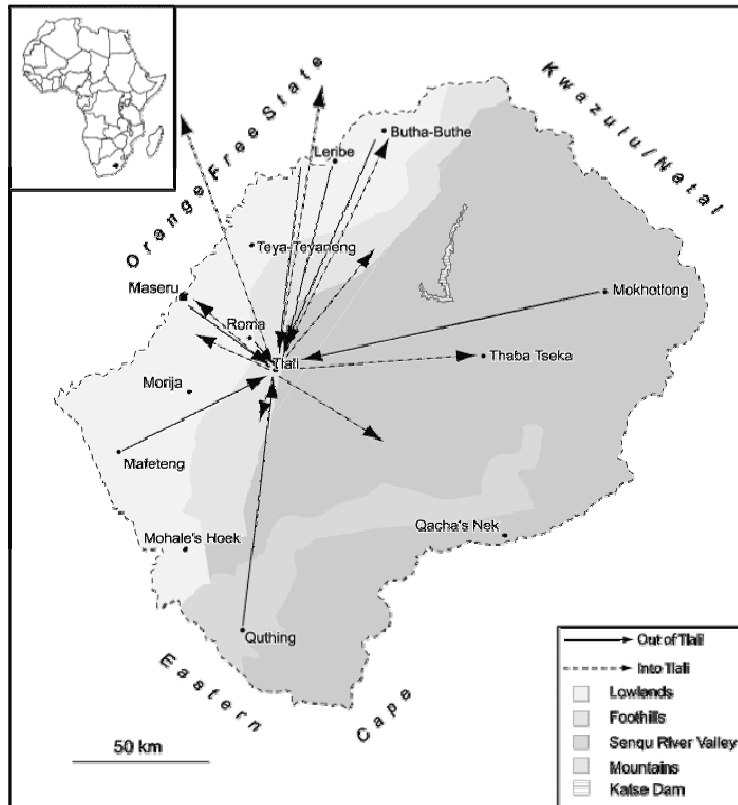 Orange Free State
Kwazulu/Natal
Butha-Buthe
Leribe
Teya-Teyaneng
Maseru
Mokhotfong
Roma
Tlali
Thaba Tseka
Morija
Mafeteng
Qacha's Nek
Mohale's Hoek
Quthing
Eastern Cape
50 km
Out of Tlali
Into Tlali
Lowlands
Foothills
Senqu River Valley
Mountains
Katse Dam